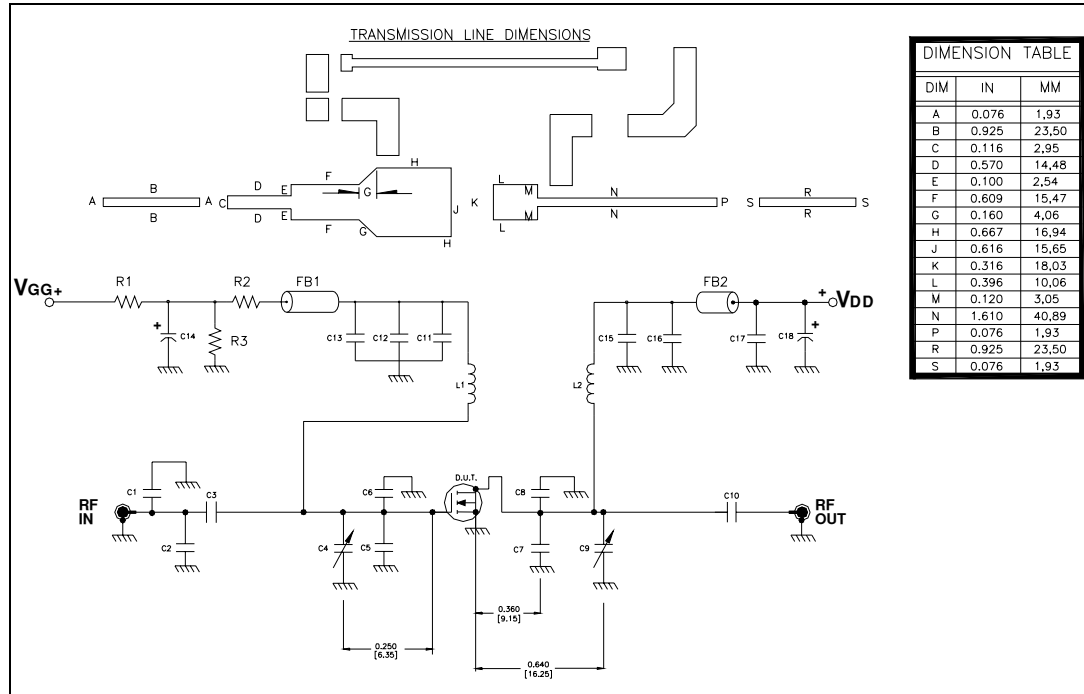 TRANSMISSION LINE DIMENSIONS
DIMENSION TABLE
DIM IN MM
A 0.076 1,93
B 0.925 23,50
C 0.116 2,95
D 0.570 14,48
E 0.100 2,54
F 0.609 15,47
G 0.160 4,06
H 0.667 16,94
J 0.616 15,65
K 0.316 18,03
L 0.396 10,06
M 0.120 3,05
N 1.610 40,89
P 0.076 1,93
R 0.925 23,50
S 0.076 1,93
H
B D F L M N R
A A C E G J K P S S
B D E F G H L M N R
VGG+ R1 R2 FB1 FB2 + VDD
+ C14 R3 C13 C12 C11 C15 C16 C17 C18 +
L1 L2
D.U.T.
C1 C3 C6 C8 C10
RF IN
RF OUT
C2 C4 C5 C7 C9
0.360
[9.15]
0.250
[6.35]
0.640
[16.25]